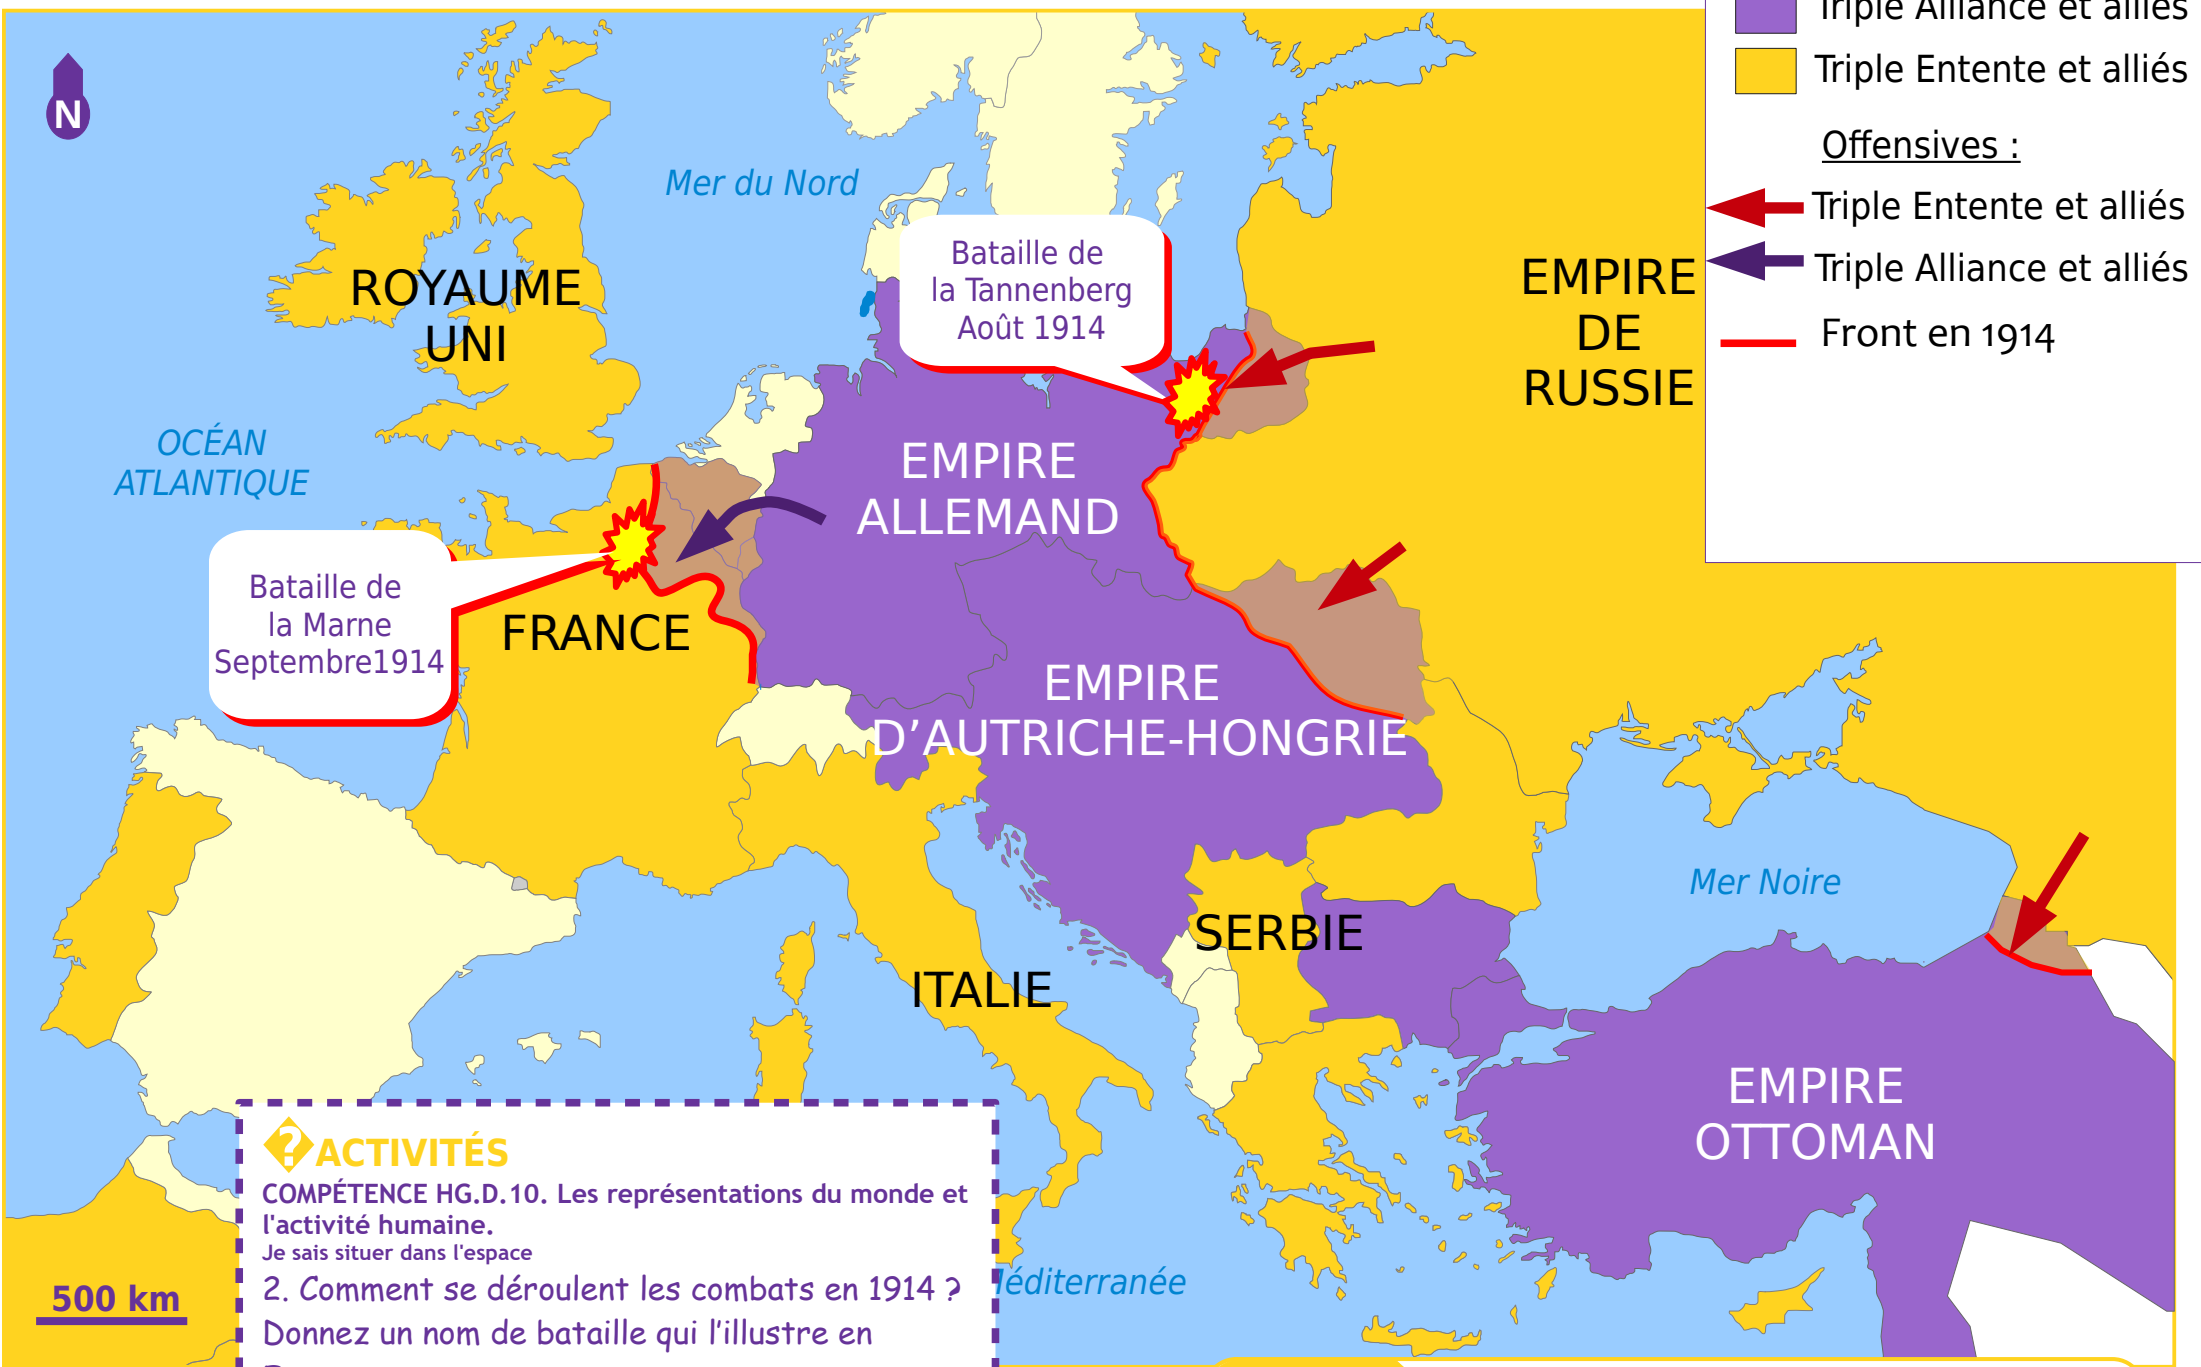 Triple Alliance et alliés
Triple Entente et alliés
Offensives :
Triple Entente et alliés
Triple Alliance et alliés
Front en 1914
N
Mer du Nord
Bataille de
la Tannenberg
Août 1914
ROYAUME
UNI
EMPIRE
DE
RUSSIE
OCÉAN
ATLANTIQUE
EMPIRE
ALLEMAND
Bataille de
la Marne
Septembre1914
FRANCE
EMPIRE
D’AUTRICHE-HONGRIE
Mer Noire
SERBIE
ITALIE
EMPIRE
OTTOMAN
? ACTIVITÉS
COMPÉTENCE HG.D.10. Les représentations du monde et
l'activité humaine.
Je sais situer dans l'espace
2. Comment se déroulent les combats en 1914 ?
Donnez un nom de bataille qui l’illustre en
Méditerranée
500 km